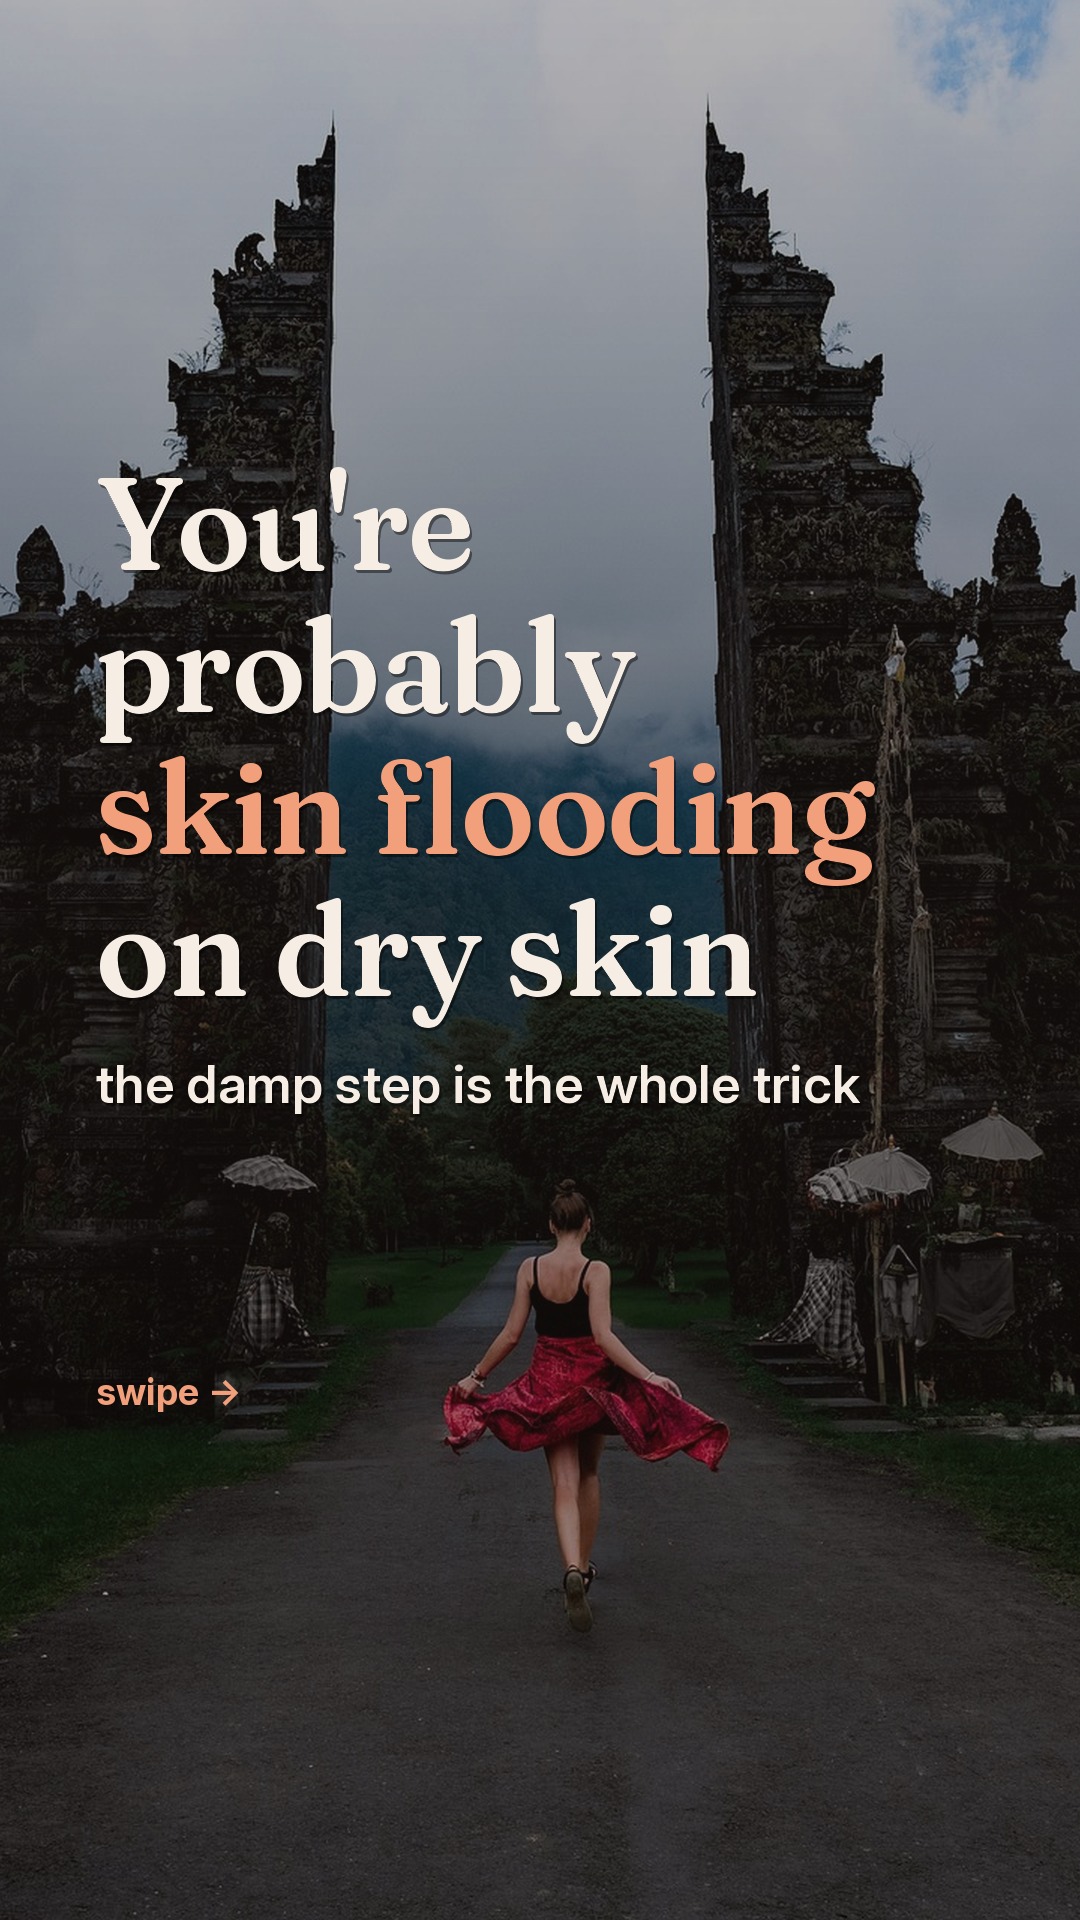 You're
probably
skin flooding
on dry skin
the damp step is the whole trick
swipe →